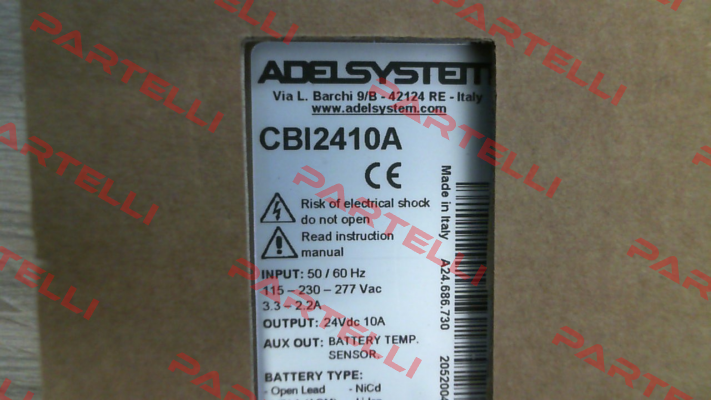 ADELSYSTEM
Via L. Barchi 9/B - 42124 RE - Italy
www.adelsystem.com
CBI2410A
CE
Risk of electrical shock
do not open
Read instruction
manual
INPUT: 50 / 60 Hz
115 – 230 – 277 Vac
3.3 – 2.2A
OUTPUT: 24Vdc 10A
AUX OUT: BATTERY TEMP.
SENSOR
BATTERY TYPE:
- Open Lead - NiCd
Made in Italy A24.686.730
2052004
PARTELLI
PARTELLI
PARTELLI
PARTELLI
PARTELLI
PARTELLI
PARTELLI
PARTELLI